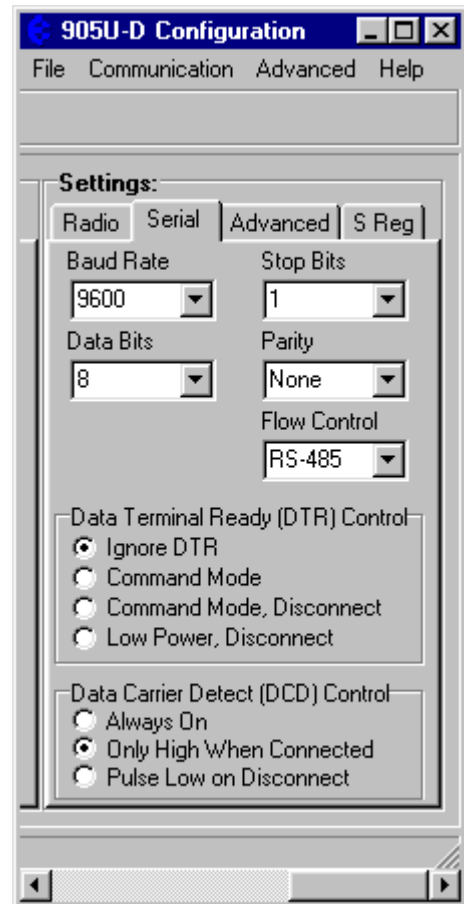 905U-D Configuration
File Communication Advanced Help
Settings:
Radio Serial Advanced S Reg
Baud Rate Stop Bits
9600 1
Data Bits Parity
8 None
Flow Control
RS-485
Data Terminal Ready (DTR) Control
Ignore DTR
Command Mode
Command Mode, Disconnect
Low Power, Disconnect
Data Carrier Detect (DCD) Control
Always On
Only High When Connected
Pulse Low on Disconnect